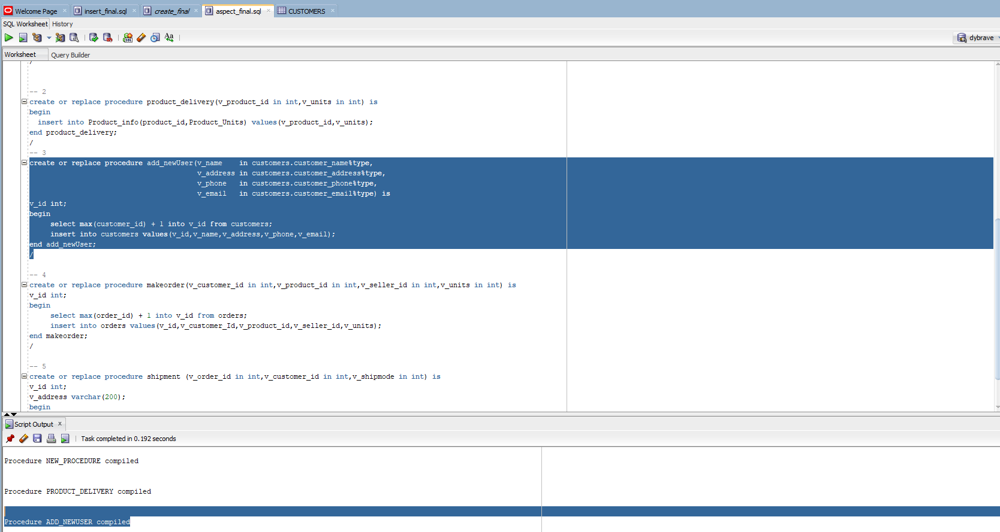 Welcome Page insert_final.sql create_final aspect_final.sql CUSTOMERS
SQL Worksheet History
dybrave
Worksheet Query Builder
/
-- 2
create or replace procedure product_delivery(v_product_id in int,v_units in int) is
begin
  insert into Product_info(product_id,Product_Units) values(v_product_id,v_units);
end product_delivery;
/
-- 3
create or replace procedure add_newUser(v_name    in customers.customer_name%type,
                                        v_address in customers.customer_address%type,
                                        v_phone   in customers.customer_phone%type,
                                        v_email   in customers.customer_email%type) is
v_id int;
begin
     select max(customer_id) + 1 into v_id from customers;
     insert into customers values(v_id,v_name,v_address,v_phone,v_email);
end add_newUser;
/
-- 4
create or replace procedure makeorder(v_customer_id in int,v_product_id in int,v_seller_id in int,v_units in int) is
v_id int;
begin
     select max(order_id) + 1 into v_id from orders;
     insert into orders values(v_id,v_customer_Id,v_product_id,v_seller_id,v_units);
end makeorder;
/
-- 5
create or replace procedure shipment (v_order_id in int,v_customer_id in int,v_shipmode in int) is
v_id int;
v_address varchar(200);
begin
Script Output x
Task completed in 0.192 seconds
Procedure NEW_PROCEDURE compiled
Procedure PRODUCT_DELIVERY compiled
Procedure ADD_NEWUSER compiled